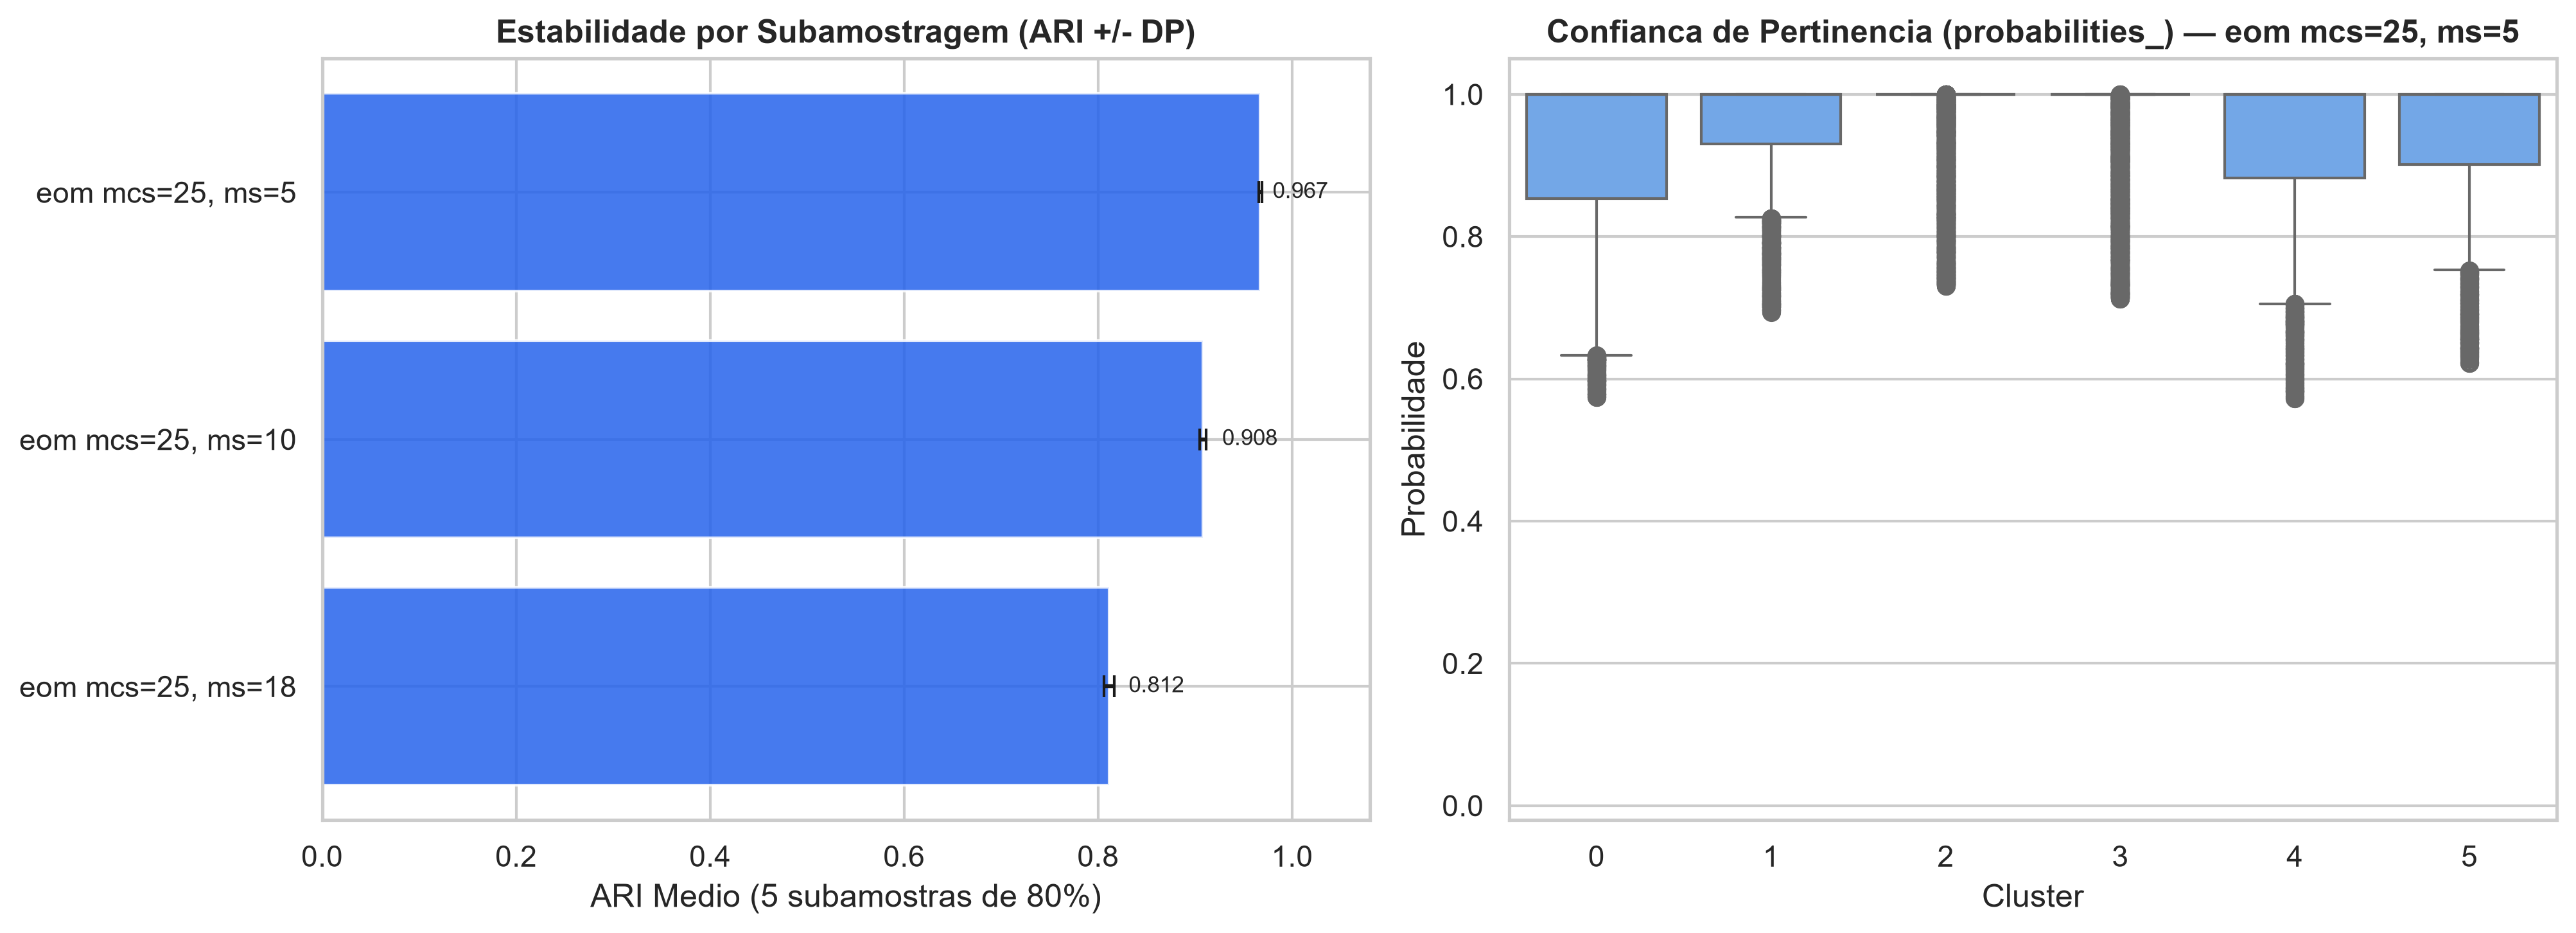 Estabilidade por Subamostragem (ARI +/- DP)
eom mcs=25, ms=5
0.967
eom mcs=25, ms=10
0.908
eom mcs=25, ms=18
0.812
0.0 0.2 0.4 0.6 0.8 1.0
ARI Medio (5 subamostras de 80%)
Confianca de Pertinencia (probabilities_) — eom mcs=25, ms=5
Probabilidade
1.0
0.8
0.6
0.4
0.2
0.0
0 1 2 3 4 5
Cluster